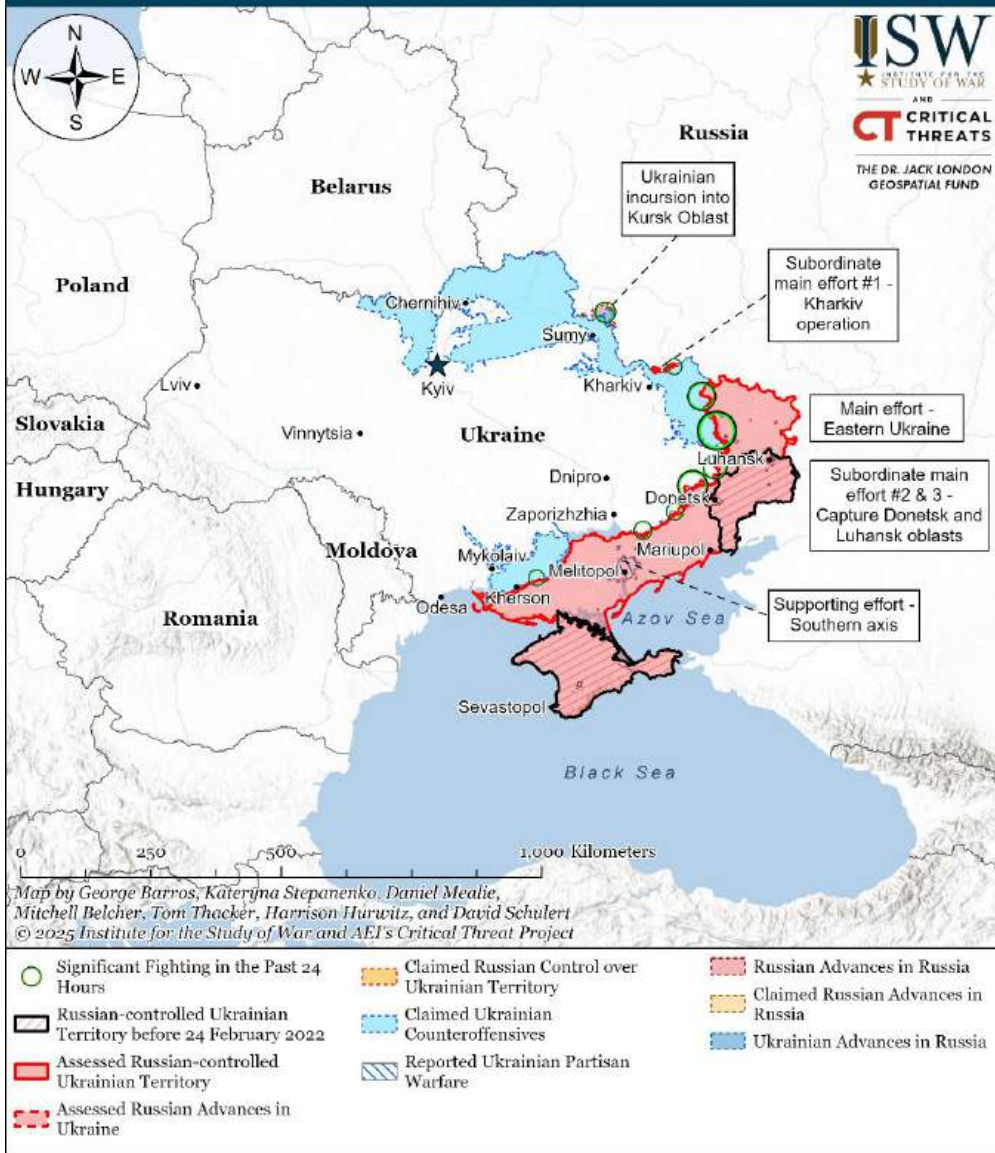 N
W
E
S
ISW
INSTITUTE FOR THE
STUDY OF WAR
AND
CT CRITICAL
THREATS
THE DR. JACK LONDON
GEOSPATIAL FUND
Russia
Ukrainian
incursion into
Kursk Oblast
Belarus
Subordinate
main effort #1 -
Kharkiv
operation
Poland
Chernihiv
Sumy
Kyiv
Kharkiv
Lviv
Slovakia
Vinnytsia
Ukraine
Main effort -
Eastern Ukraine
Luhansk
Hungary
Dnipro
Donetsk
Subordinate main
effort #2 & 3 -
Capture Donetsk and
Luhansk oblasts
Zaporizhzhia
Moldova
Mykolaiv
Mariupol
Melitopol
Odesa
Kherson
Romania
Azov Sea
Supporting effort -
Southern axis
Sevastopol
Black Sea
0
250
500
1,000 Kilometers
Map by George Barros, Kateryna Stepanenko, Daniel Mealie,
Mitchell Belcher, Tom Thacker, Harrison Hurwitz, and David Schulert
© 2025 Institute for the Study of War and AEI's Critical Threat Project
Significant Fighting in the Past 24
Hours
Russian-controlled Ukrainian
Territory before 24 February 2022
Assessed Russian-controlled
Ukrainian Territory
Assessed Russian Advances in
Ukraine
Claimed Russian Control over
Ukrainian Territory
Claimed Ukrainian
Counteroffensives
Reported Ukrainian Partisan
Warfare
Russian Advances in Russia
Claimed Russian Advances in
Russia
Ukrainian Advances in Russia